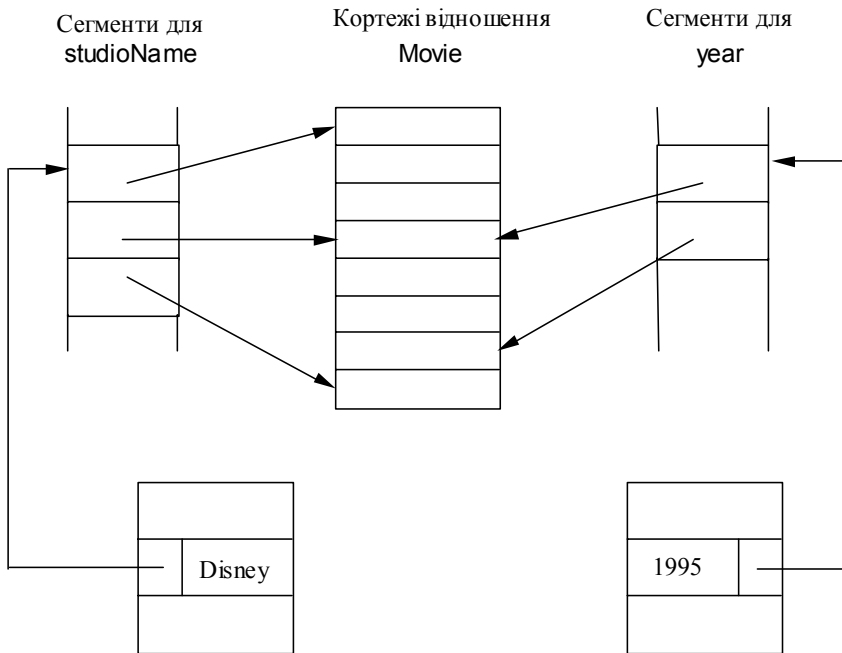 Сегменти для
studioName
Кортежі відношення
Movie
Сегменти для
year
Disney
1995